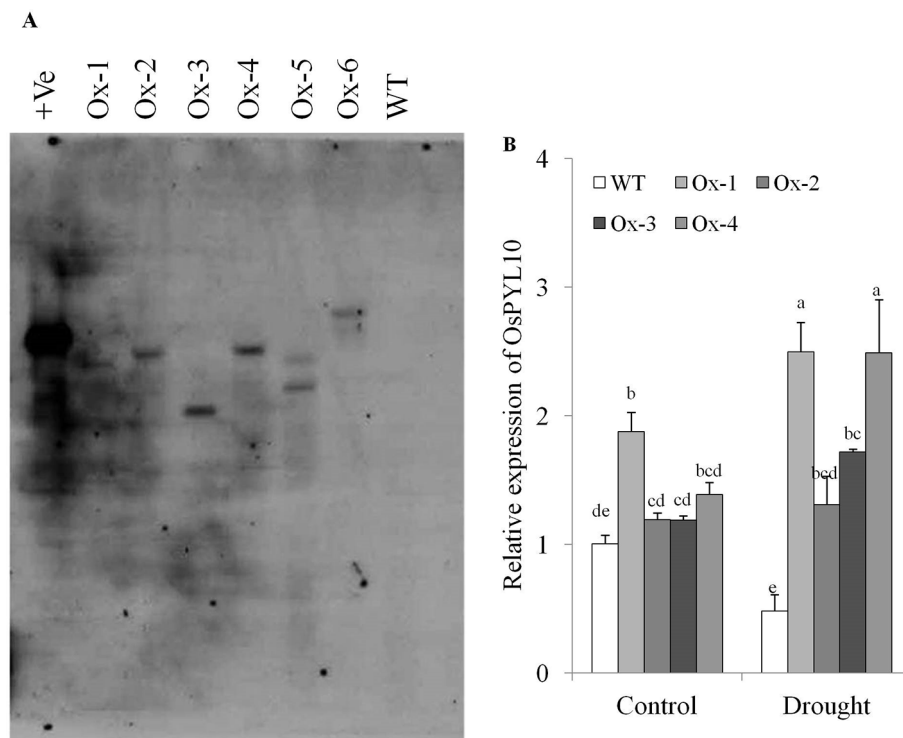 A
+Ve Ox-1 Ox-2 Ox-3 Ox-4 Ox-5 Ox-6 WT
B
Relative expression of OsPYL10
4
3
2
1
0
WT Ox-1 Ox-2
Ox-3 Ox-4
de b cd cd bcd
e a bcd bc a
Control Drought